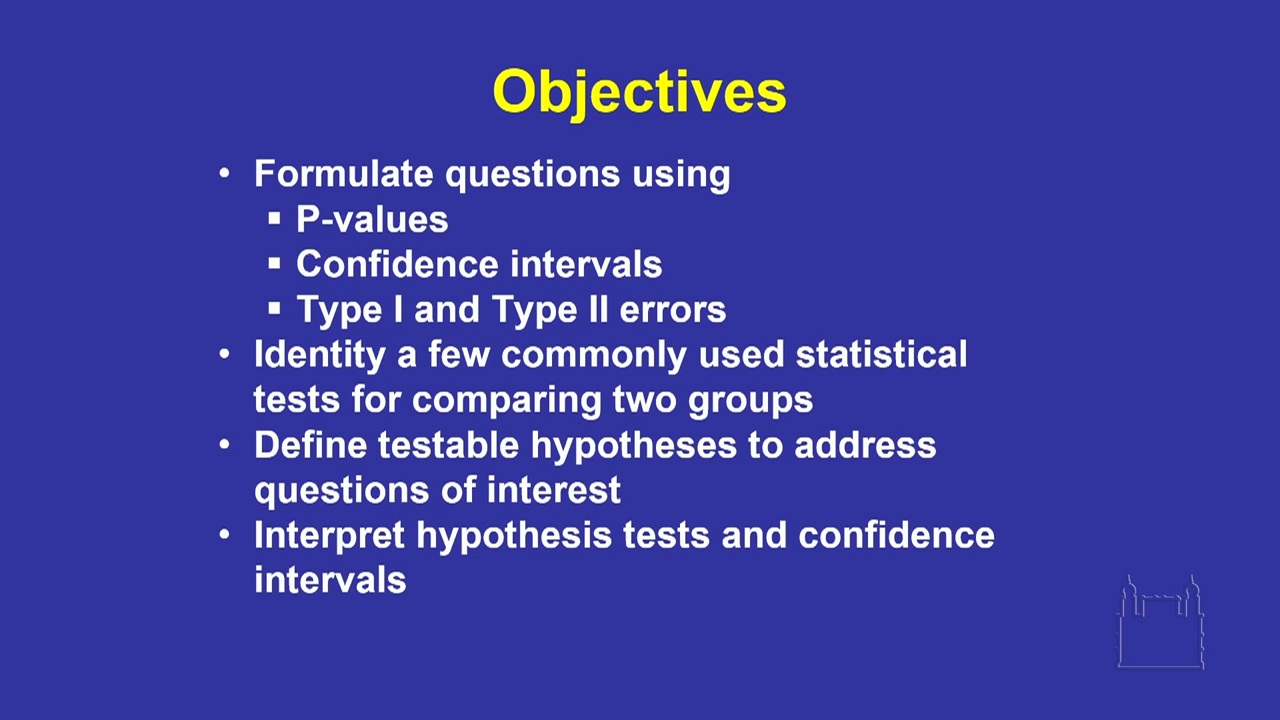 Objectives
• Formulate questions using
▪ P-values
▪ Confidence intervals
▪ Type I and Type II errors
• Identity a few commonly used statistical
tests for comparing two groups
• Define testable hypotheses to address
questions of interest
• Interpret hypothesis tests and confidence
intervals